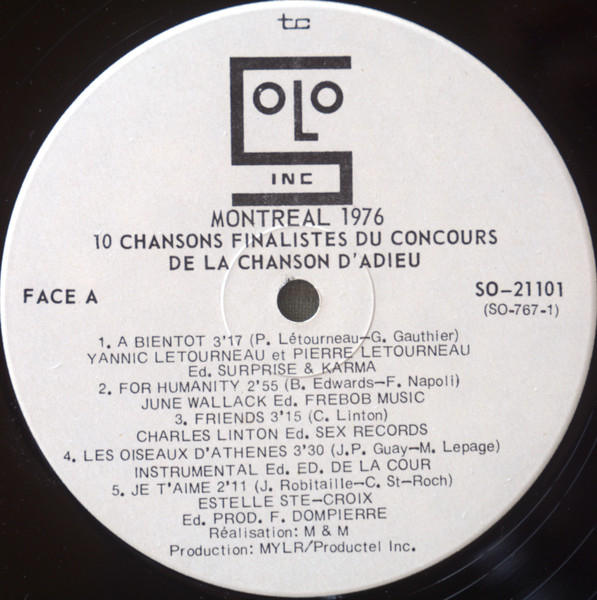 tc
SOLO
INC
MONTREAL 1976
10 CHANSONS FINALISTES DU CONCOURS
DE LA CHANSON D'ADIEU
FACE A
SO-21101
(SO-767-1)
1. A BIENTOT 3'17 (P. Létourneau-G. Gauthier)
YANNIC LETOURNEAU et PIERRE LETOURNEAU
Ed. SURPRISE & KARMA
2. FOR HUMANITY 2'55 (B. Edwards-F. Napoli)
JUNE WALLACK Ed. FREBOB MUSIC
3. FRIENDS 3'15 (C. Linton)
CHARLES LINTON Ed. SEX RECORDS
4. LES OISEAUX D'ATHENES 3'30 (J.P. Guay-M. Lepage)
INSTRUMENTAL Ed. ED. DE LA COUR
5. JE T'AIME 2'11 (J. Robitaille-C. St-Roch)
ESTELLE STE-CROIX
Ed. PROD. F. DOMPIERRE
Réalisation: M & M
Production: MYLR/Productel Inc.